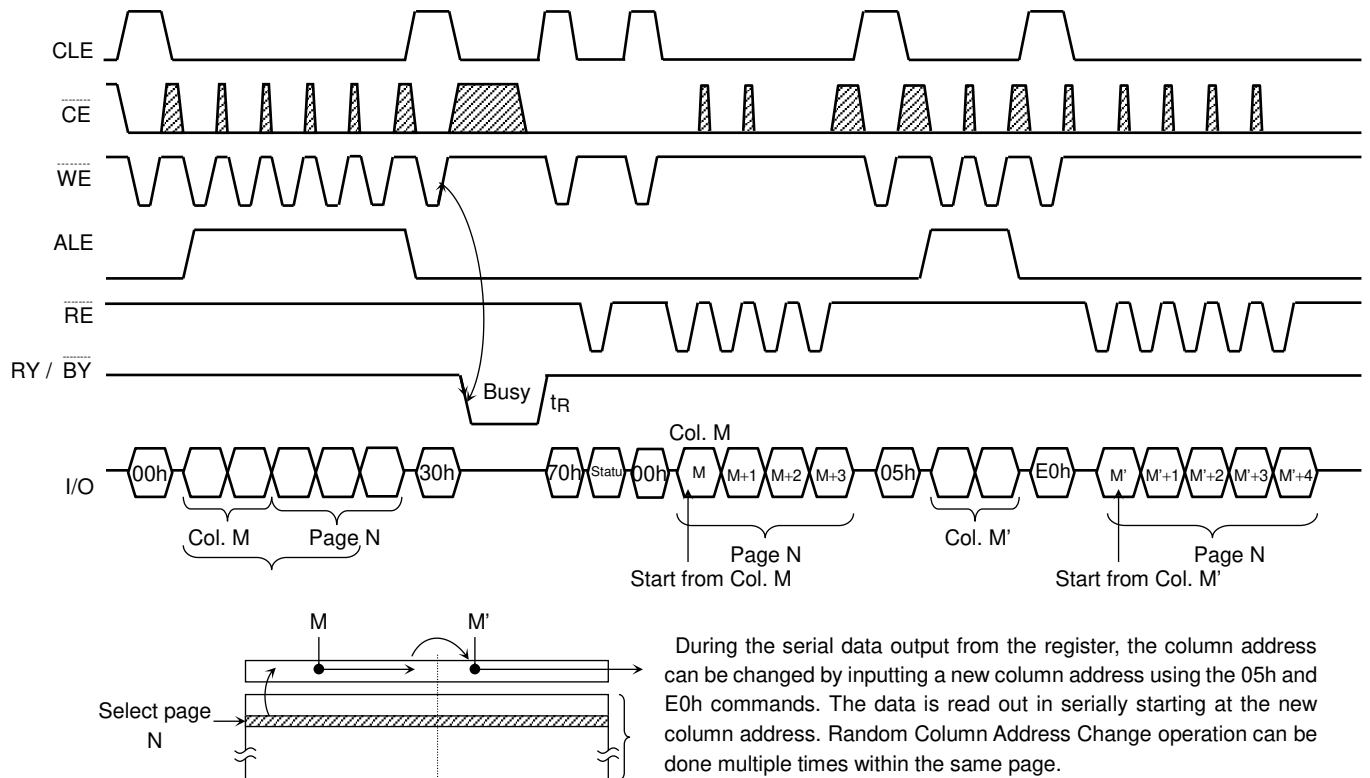 CLE
CE
WE
ALE
RE
RY / BY
Busy
tR
Col. M
I/O
00h
30h
70h
Statu
00h
M
M+1
M+2
M+3
05h
E0h
M'
M'+1
M'+2
M'+3
M'+4
Col. M
Page N
Page N
Col. M'
Page N
Start from Col. M
Start from Col. M'
M
M'
Select page
N
During the serial data output from the register, the column address
can be changed by inputting a new column address using the 05h and
E0h commands. The data is read out in serially starting at the new
column address. Random Column Address Change operation can be
done multiple times within the same page.